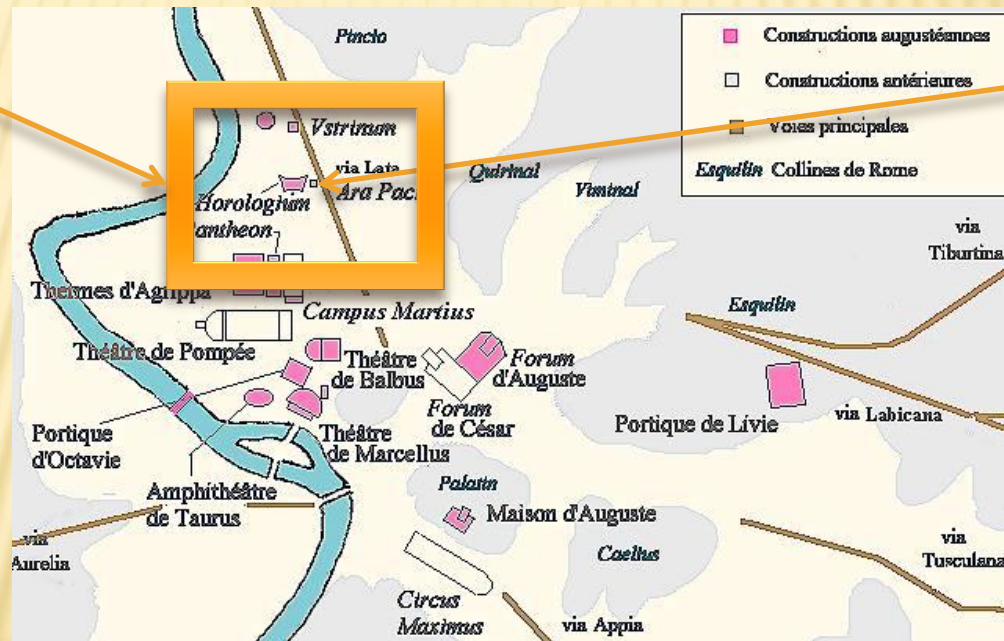 Pincio
Constructions augustéennes
Constructions antérieures
Voies principales
Esquilin Collines de Rome
Vstrinum
via Lata
Ara Pac
Horologium
antheon
Quirinal
Viminal
via
Tiburtina
Thermes d'Agrippa
Campus Martius
Esquilin
Théâtre de Pompée
Théâtre
de Balbus
Forum
d'Auguste
Forum
de César
Portique de Livie
via Labicana
Portique
d'Octavie
Théâtre
de Marcellus
Amphithéâtre
de Taurus
Palatin
Maison d'Auguste
via
Aurelia
Caelius
via
Tusculana
Circus
Maximus
via Appia